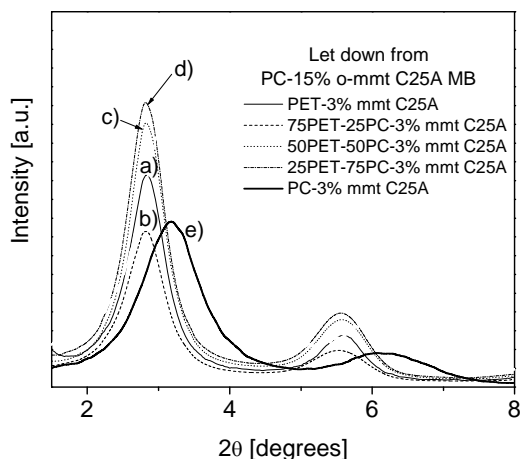 Let down from
PC-15% o-mmt C25A MB
PET-3% mmt C25A
75PET-25PC-3% mmt C25A
50PET-50PC-3% mmt C25A
25PET-75PC-3% mmt C25A
PC-3% mmt C25A
d)
c)
a)
b)
e)
Intensity [a.u.]
2 4 6 8
2θ [degrees]